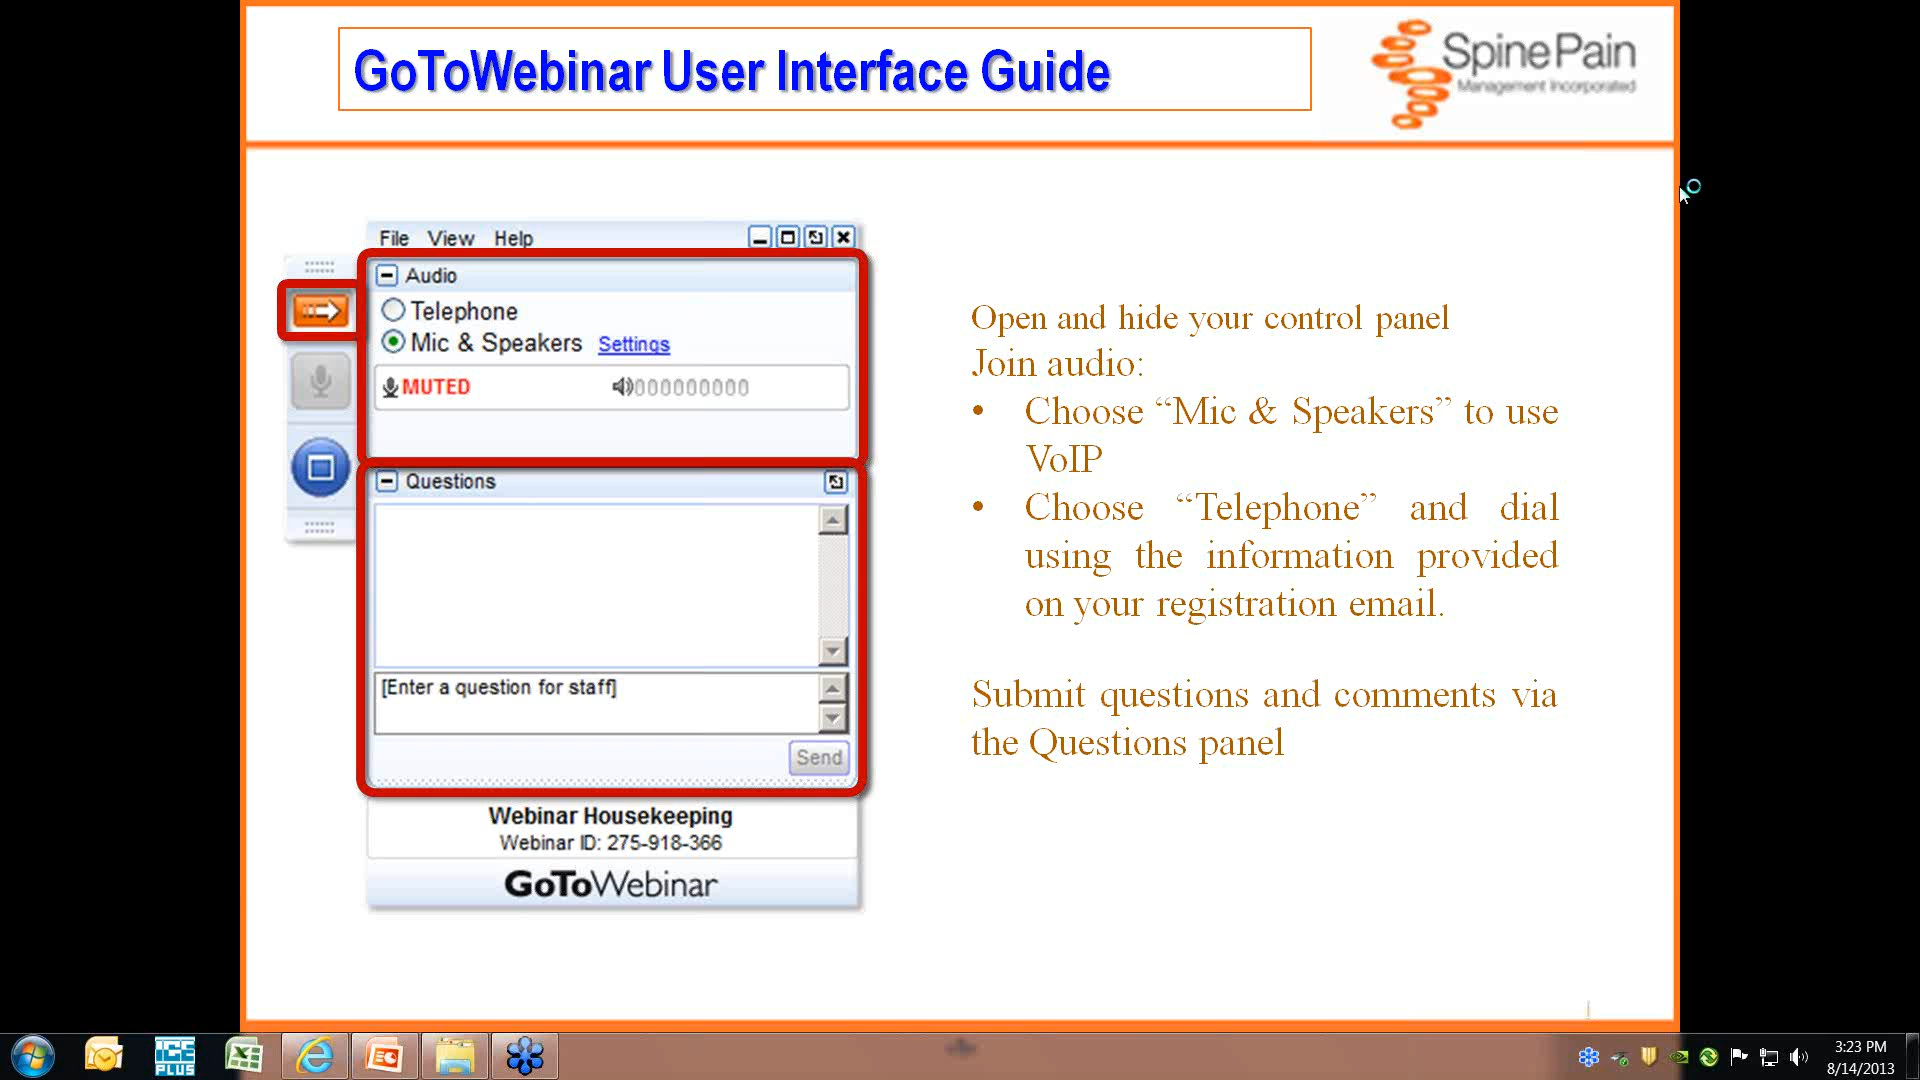 GoToWebinar User Interface Guide
SpinePain
Management Incorporated
File View Help
Audio
Telephone
Mic & Speakers Settings
MUTED 000000000
Questions
[Enter a question for staff]
Send
Webinar Housekeeping
Webinar ID: 275-918-366
GoToWebinar
Open and hide your control panel
Join audio:
• Choose “Mic & Speakers” to use
VoIP
• Choose “Telephone” and dial
using the information provided
on your registration email.
Submit questions and comments via
the Questions panel
ICE
PLUS
3:23 PM
8/14/2013